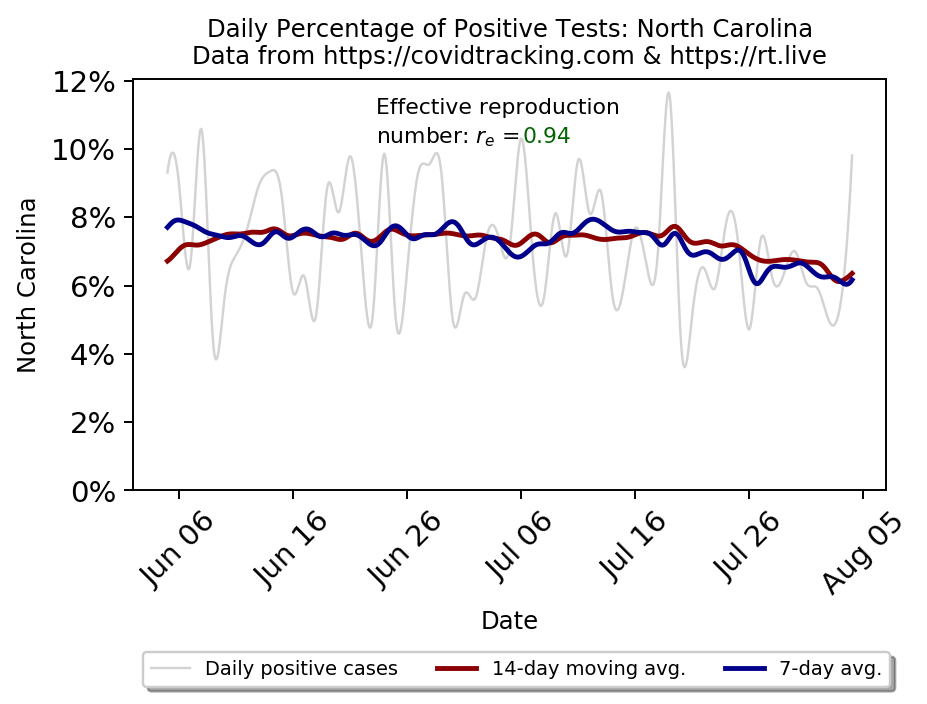 Daily Percentage of Positive Tests: North Carolina
Data from https://covidtracking.com & https://rt.live
Effective reproduction
number: rₑ =0.94
12%
10%
8%
6%
4%
2%
0%
North Carolina
Jun 06
Jun 16
Jun 26
Jul 06
Jul 16
Jul 26
Aug 05
Date
Daily positive cases
14-day moving avg.
7-day avg.